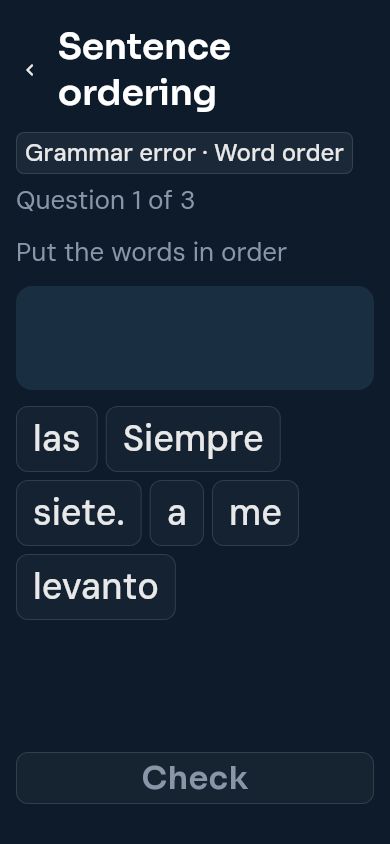 Sentence
ordering
Grammar error · Word order
Question 1 of 3
Put the words in order
las Siempre
siete. a me
levanto
Check